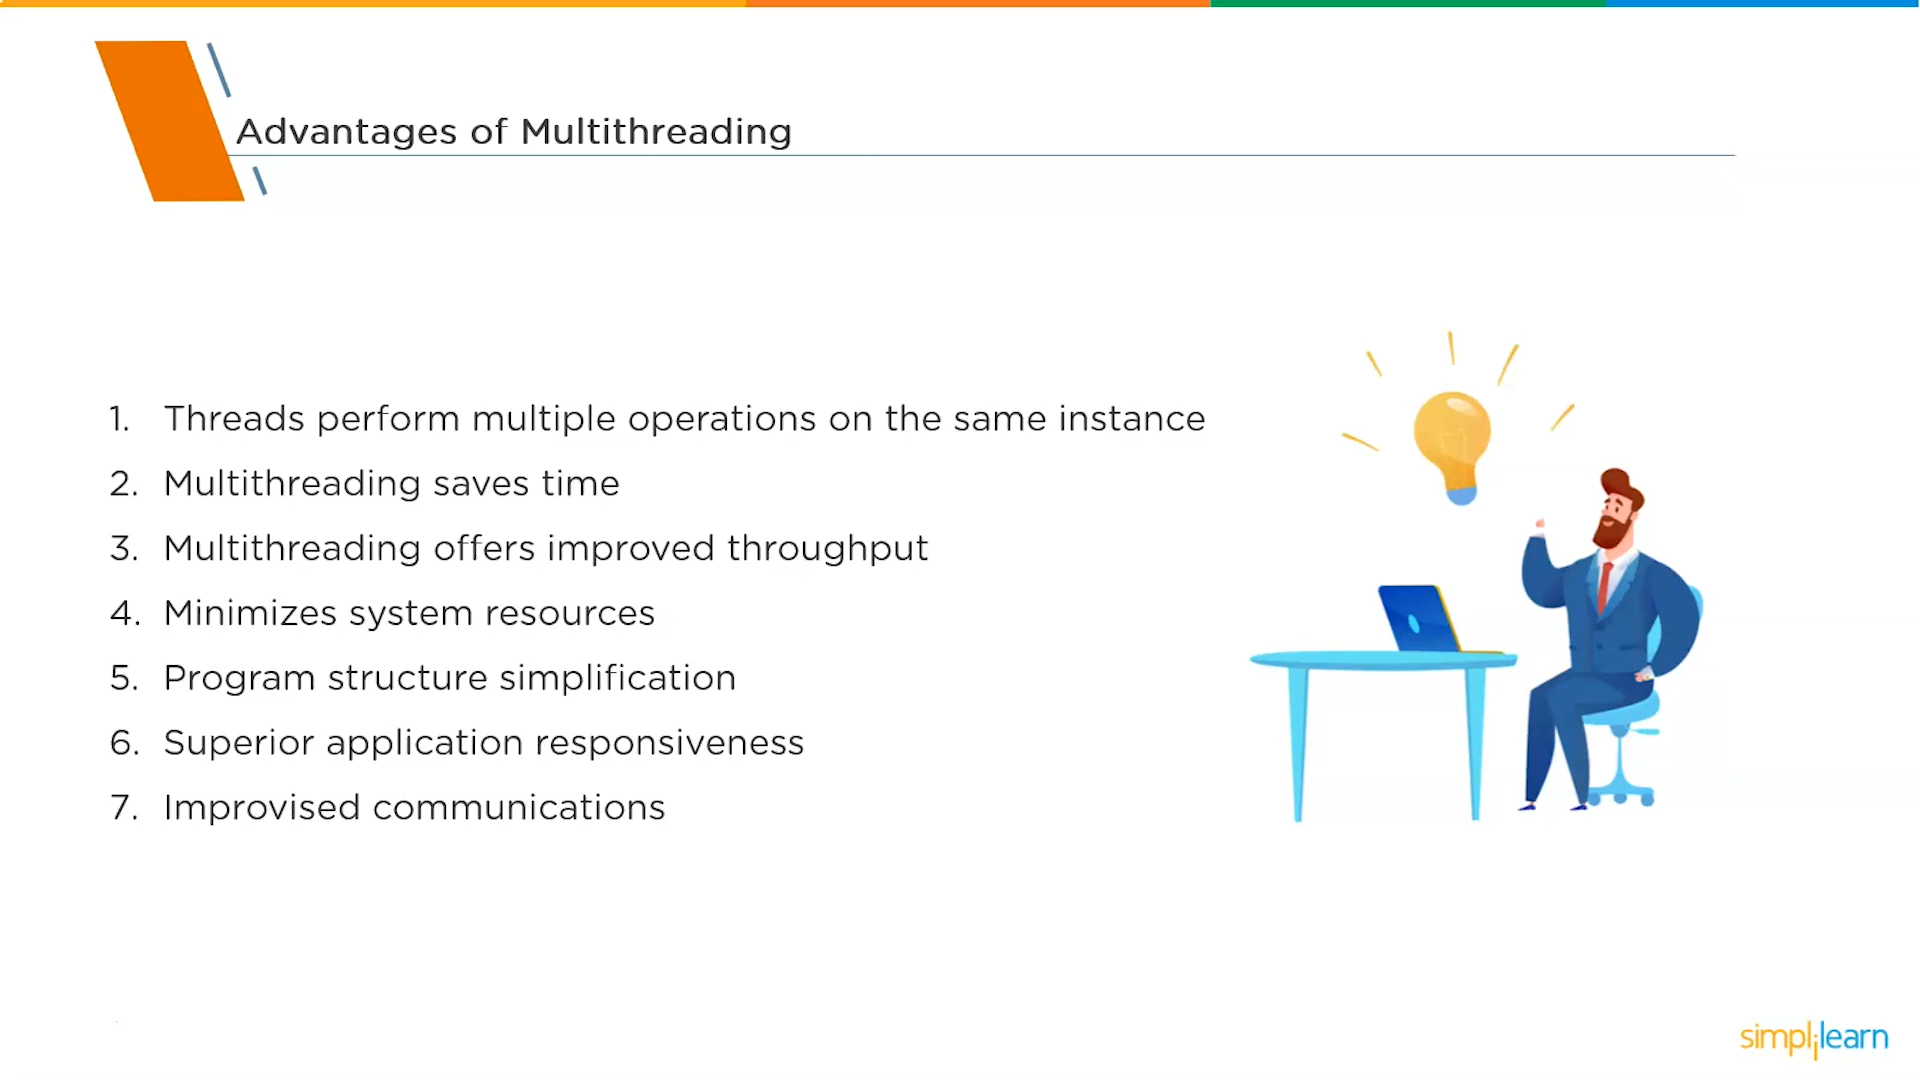 Advantages of Multithreading
1. Threads perform multiple operations on the same instance
2. Multithreading saves time
3. Multithreading offers improved throughput
4. Minimizes system resources
5. Program structure simplification
6. Superior application responsiveness
7. Improvised communications
simplilearn